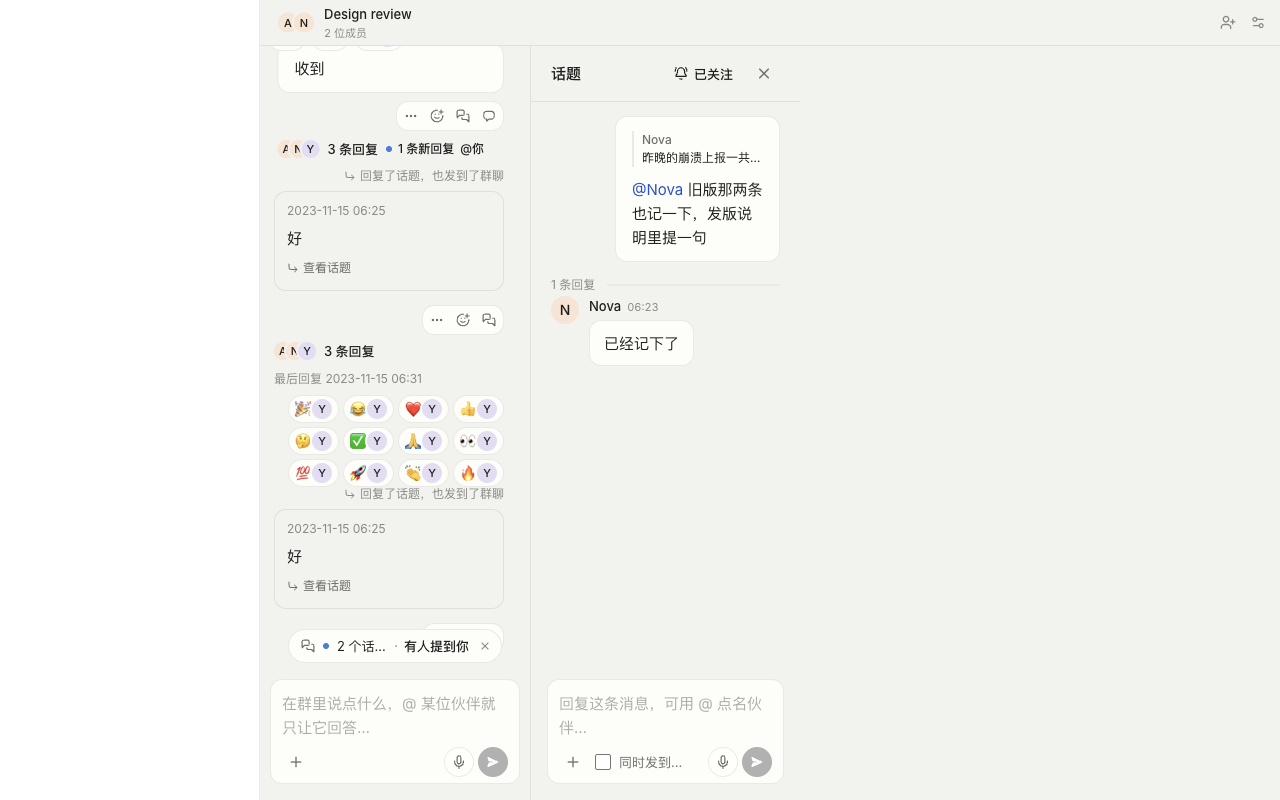 A N
Design review
2 位成员
收到
A N Y 3 条回复 1 条新回复 @你
回复了话题，也发到了群聊
2023-11-15 06:25
好
查看话题
A N Y 3 条回复
最后回复 2023-11-15 06:31
Y Y Y Y
Y Y Y Y
Y Y Y Y
回复了话题，也发到了群聊
2023-11-15 06:25
好
查看话题
2 个话... · 有人提到你
在群里说点什么，@ 某位伙伴就
只让它回答...
话题
已关注
Nova
昨晚的崩溃上报一共...
@Nova 旧版那两条
也记一下，发版说
明里提一句
1 条回复
N
Nova 06:23
已经记下了
回复这条消息，可用 @ 点名伙
伴...
同时发到...